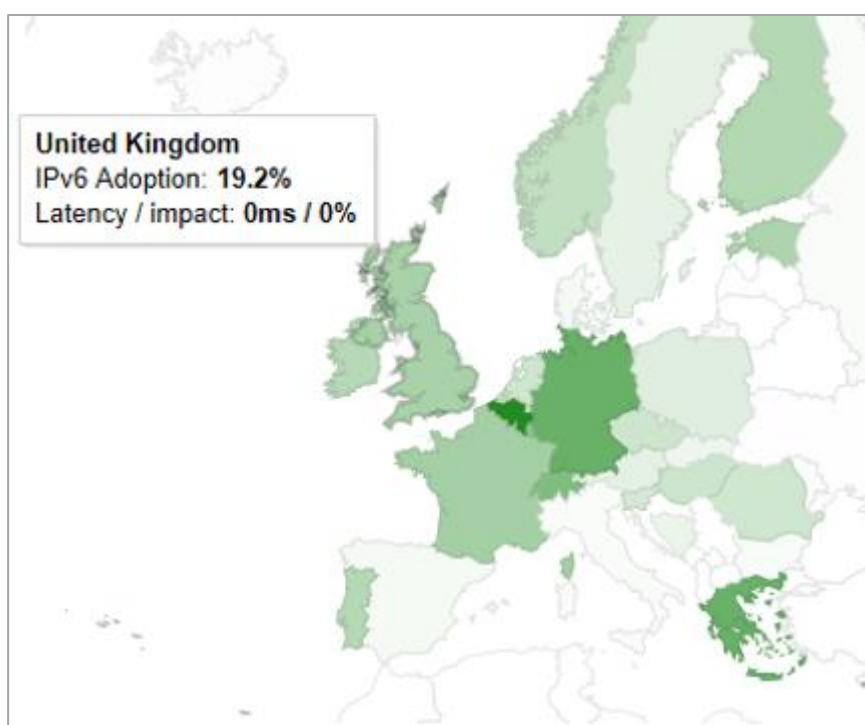 United Kingdom
IPv6 Adoption: 19.2%
Latency / impact: 0ms / 0%